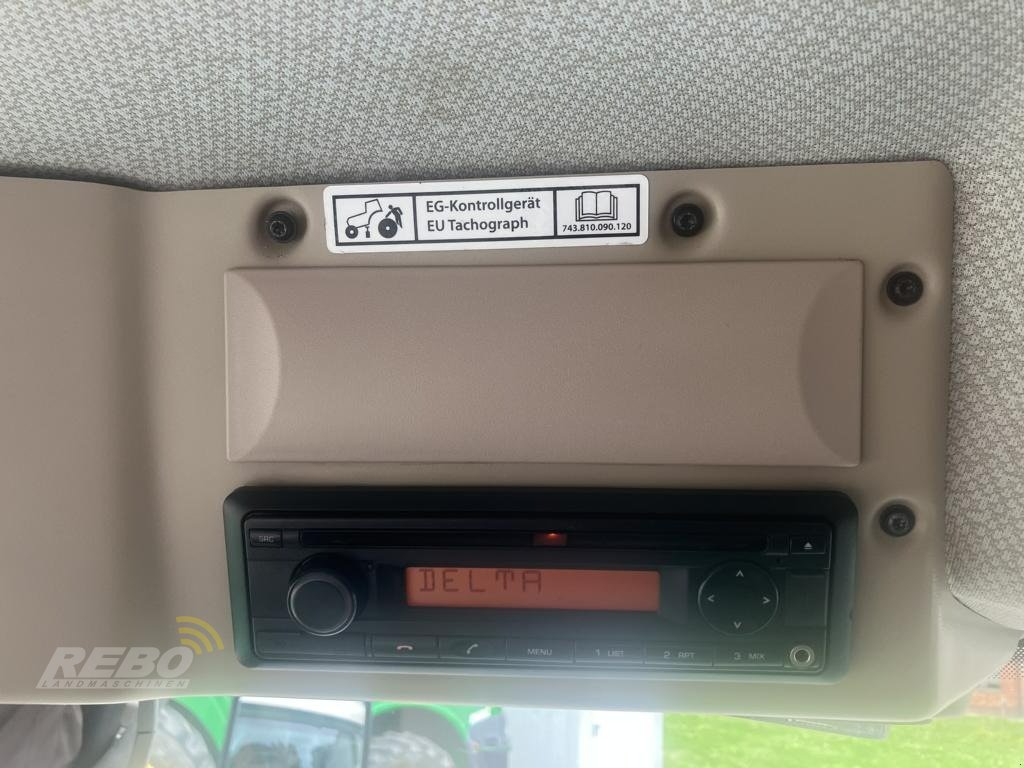 EG-Kontrollgerät
EU Tachograph
743.810.090.120
SRC
DELTA
MENU
1 LIST
2 RPT
3 MIX
REBO
LANDMASCHINEN